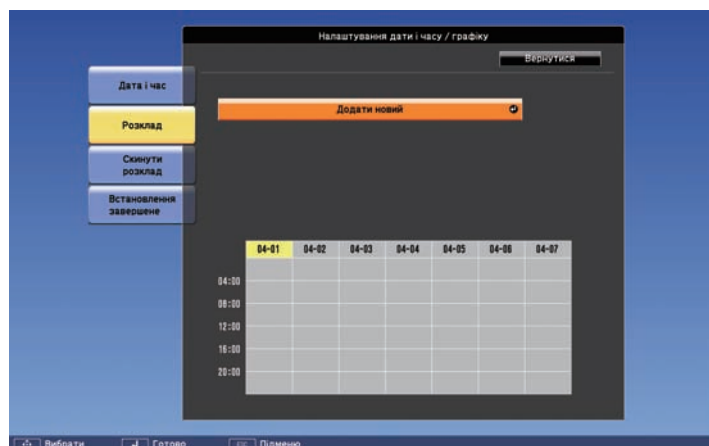 Налаштування дати і часу / графіку
Вернутися
Дата і час
Розклад
Скинути
розклад
Встановлення
завершене
Додати новий
04-01 04-02 04-03 04-04 04-05 04-06 04-07
04:00
08:00
12:00
16:00
20:00
Вибрати Готово Підменю